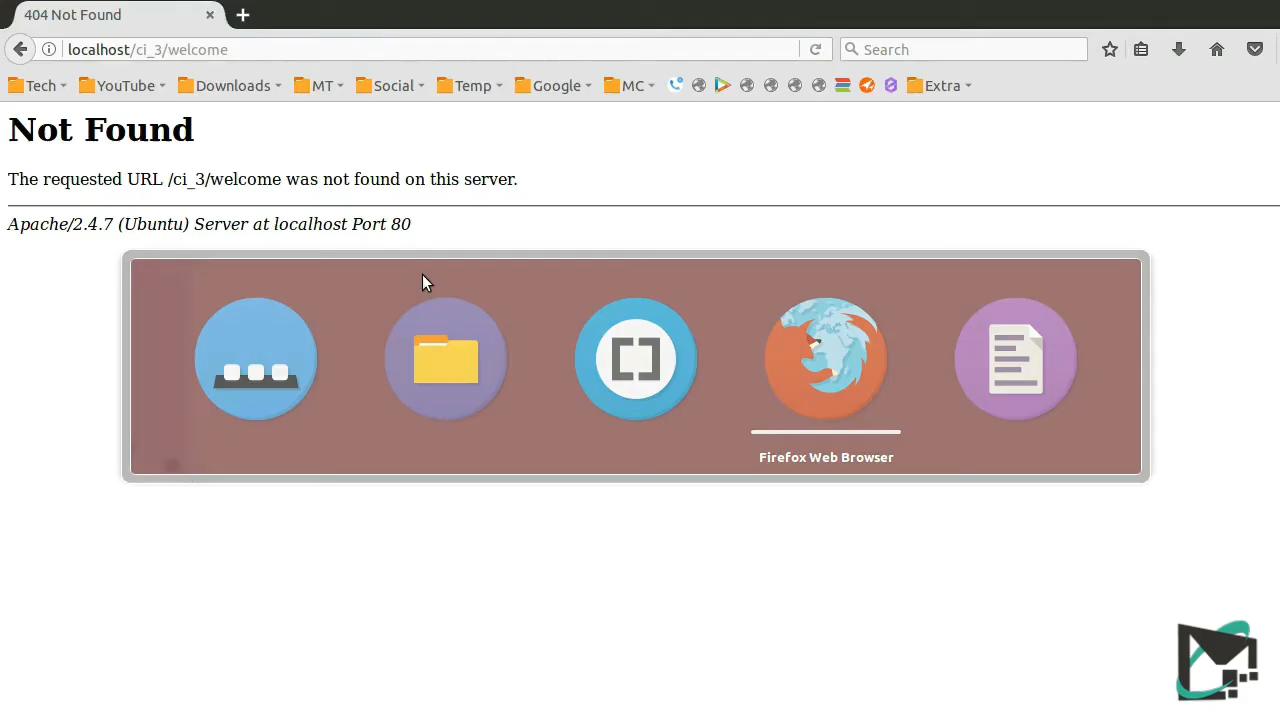 404 Not Found
localhost/ci_3/welcome
Search
Tech YouTube Downloads MT Social Temp Google MC Extra
Not Found
The requested URL /ci_3/welcome was not found on this server.
Apache/2.4.7 (Ubuntu) Server at localhost Port 80
Firefox Web Browser